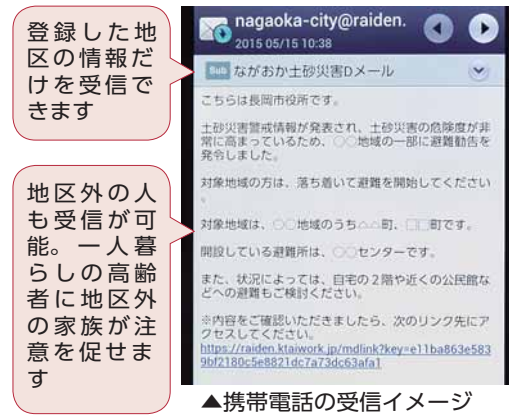 登録した地
区の情報だ
けを受信で
きます
地区外の人
も受信が可
能。一人暮
らしの高齢
者に地区外
の家族が注
意を促せま
す
nagaoka-city@raiden.
2015 05/15 10:38
Sub ながおか土砂災害Dメール
こちらは長岡市役所です。
土砂災害警戒情報が発表され、土砂災害の危険度が非
常に高まっているため、○○地域の一部に避難勧告を
発令しました。
対象地域の方は、落ち着いて避難を開始してください
。
対象地域は、○○地域のうち△△町、□□町です。
開設している避難所は、○○センターです。
また、状況によっては、自宅の2階や近くの公民館な
どへの避難もご検討ください。
※内容をご確認いただきましたら、次のリンク先にア
クセスしてください。
https://raiden.ktaiwork.jp/mdlink?key=e11ba863e583
9bf2180c5e8821dc7a73dc63afa1
▲携帯電話の受信イメージ